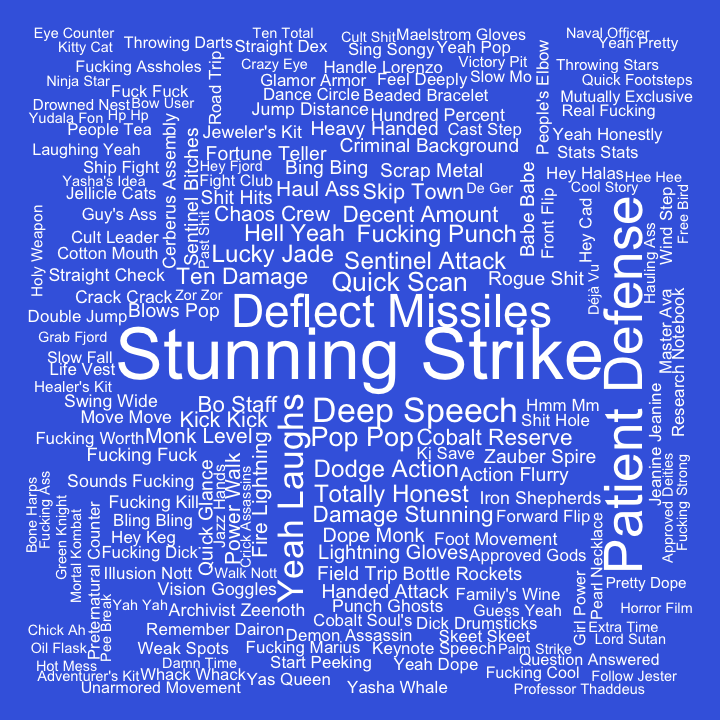 Eye Counter
Ten Total
Cult Shit
Maelstrom Gloves
Naval Officer
Kitty Cat
Throwing Darts
Straight Dex
Sing Songy
Yeah Pop
Yeah Pretty
Fucking Assholes
Road Trip
Crazy Eye
Handle Lorenzo
Victory Pit
People's Elbow
Throwing Stars
Ninja Star
Fuck Fuck
Glamor Armor
Feel Deeply
Slow Mo
Quick Footsteps
Drowned Nest
Bow User
Dance Circle
Beaded Bracelet
Mutually Exclusive
Yudala Fon
Hp Hp
Jump Distance
Hundred Percent
Real Fucking
People Tea
Cerberus Assembly
Sentinel Bitches
Jeweler's Kit
Heavy Handed
Cast Step
Yeah Honestly
Laughing Yeah
Fortune Teller
Criminal Background
Stats Stats
Ship Fight
Hey Fjord
Bing Bing
Scrap Metal
Babe Babe
Front Flip
Hey Halas
Hee Hee
Yasha's Idea
Fight Club
Haul Ass
Skip Town
De Ger
Cool Story
Jellicle Cats
Shit Hits
Free Bird
Wind Step
Guy's Ass
Chaos Crew
Decent Amount
Hey Cad
Patient Defense
Hauling Ass
Holy Weapon
Cult Leader
Past Shit
Hell Yeah
Fucking Punch
Cotton Mouth
Lucky Jade
Sentinel Attack
Straight Check
Ten Damage
Quick Scan
Rogue Shit
Déjà Vu
Crack Crack
Zor Zor
Master Ava
Research Notebook
Double Jump
Blows Pop
Deflect Missiles
Grab Fjord
Stunning Strike
Slow Fall
Life Vest
Healer's Kit
Swing Wide
Bo Staff
Yeah Laughs
Deep Speech
Hmm Mm
Jeanine Jeanine
Move Move
Kick Kick
Shit Hole
Fucking Worth
Monk Level
Fire Lightning
Pop Pop
Cobalt Reserve
Fucking Fuck
Power Walk
Ki Save
Zauber Spire
Approved Deities
Fucking Strong
Bone Harps
Fucking Ass
Sounds Fucking
Quick Glance
Jazz Hands
Crick Assassins
Dodge Action
Action Flurry
Green Knight
Fucking Kill
Totally Honest
Iron Shepherds
Mortal Kombat
Preternatural Counter
Bling Bling
Damage Stunning
Forward Flip
Hey Keg
Dope Monk
Foot Movement
Pearl Necklace
Fucking Dick
Lightning Gloves
Approved Gods
Illusion Nott
Walk Nott
Field Trip
Bottle Rockets
Girl Power
Pretty Dope
Vision Goggles
Handed Attack
Family's Wine
Pee Break
Yah Yah
Archivist Zeenoth
Punch Ghosts
Guess Yeah
Horror Film
Chick Ah
Remember Dairon
Cobalt Soul's
Dick Drumsticks
Extra Time
Demon Assassin
Skeet Skeet
Lord Sutan
Oil Flask
Weak Spots
Fucking Marius
Keynote Speech
Palm Strike
Hot Mess
Damn Time
Start Peeking
Yeah Dope
Question Answered
Adventurer's Kit
Whack Whack
Yas Queen
Fucking Cool
Follow Jester
Unarmored Movement
Yasha Whale
Professor Thaddeus